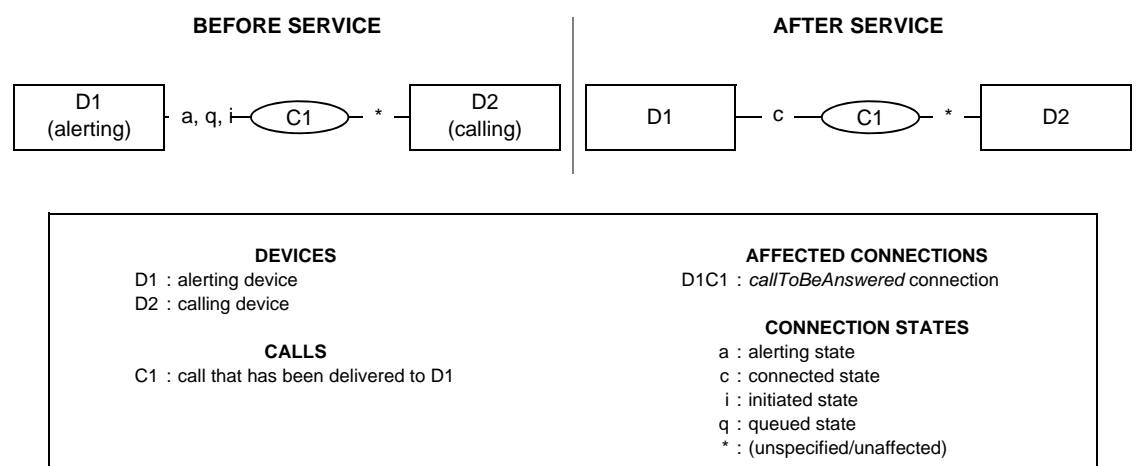 BEFORE SERVICE
AFTER SERVICE
D1
(alerting)
a, q, i
C1
*
D2
(calling)
D1
c
C1
*
D2
DEVICES
D1 : alerting device
D2 : calling device
CALLS
C1 : call that has been delivered to D1
AFFECTED CONNECTIONS
D1C1 : callToBeAnswered connection
CONNECTION STATES
a : alerting state
c : connected state
i : initiated state
q : queued state
* : (unspecified/unaffected)